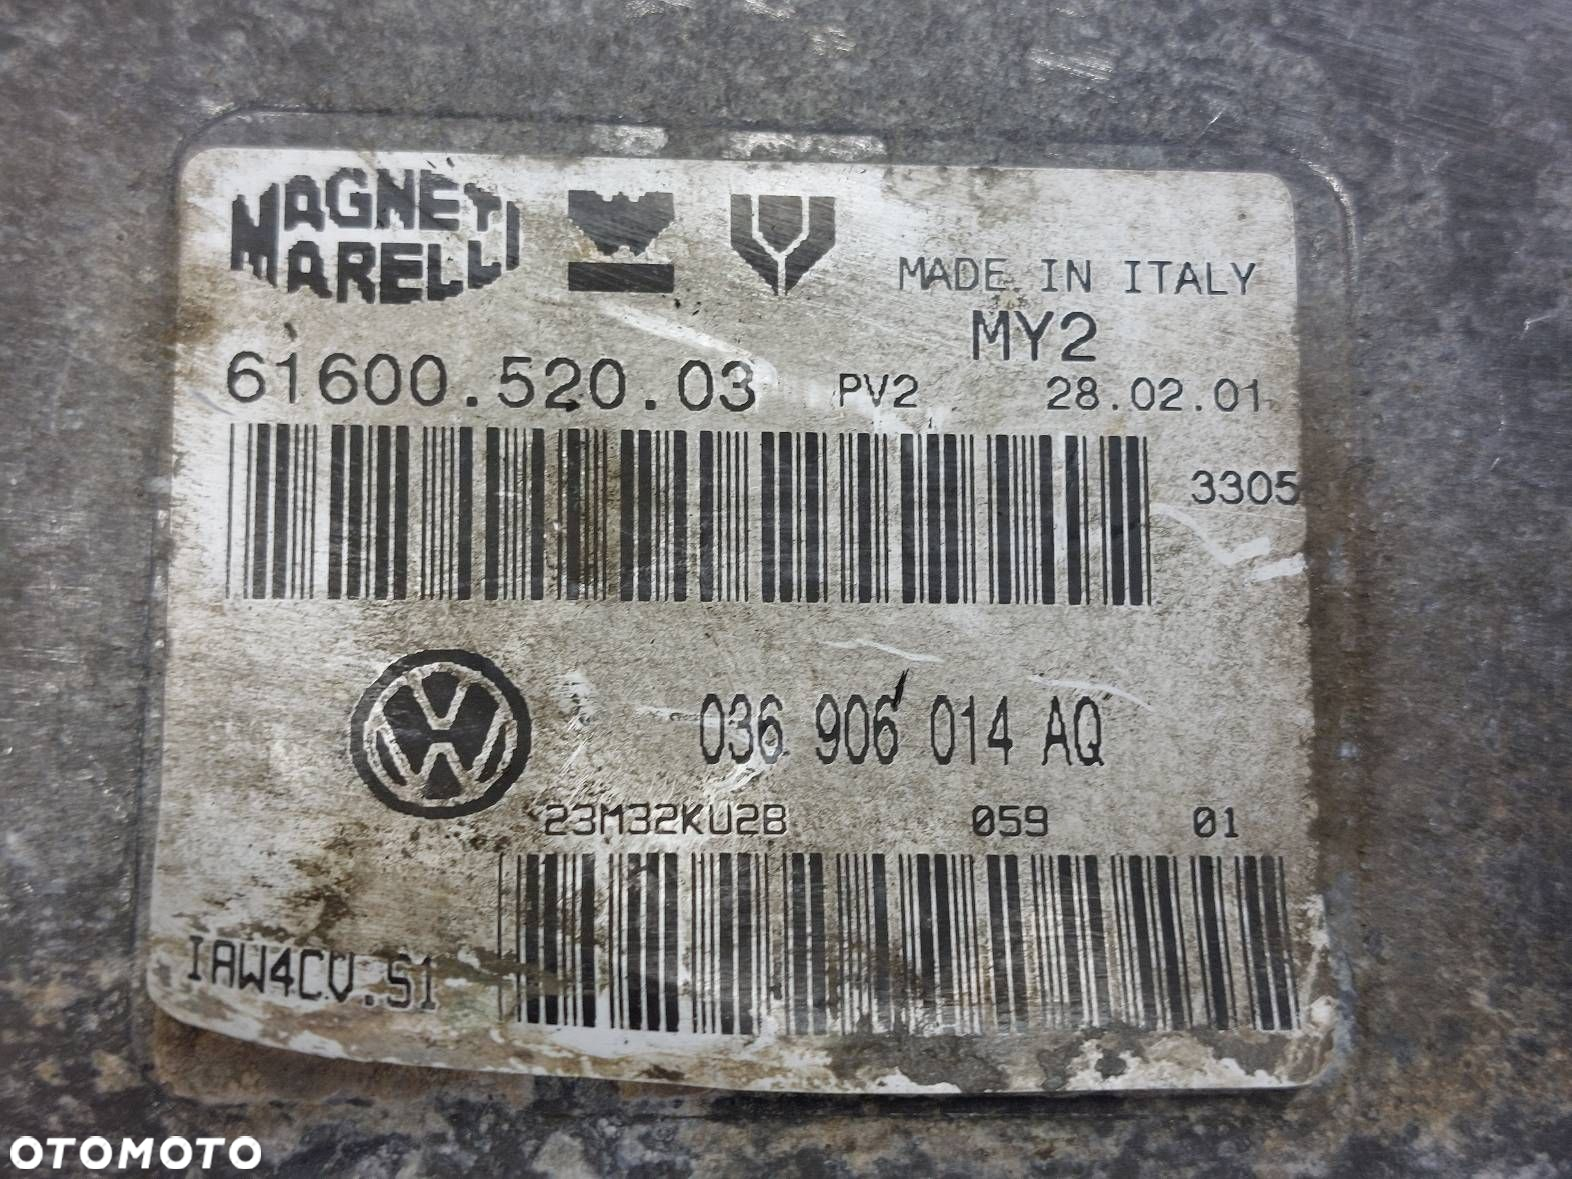 MAGNETI
MARELLI
MADE IN ITALY
MY2
61600.520.03 PV2 28.02.01
3305
036 906 014 AQ
23M32KU2B 059 01
IAW4CV.S1
OTOMOTO